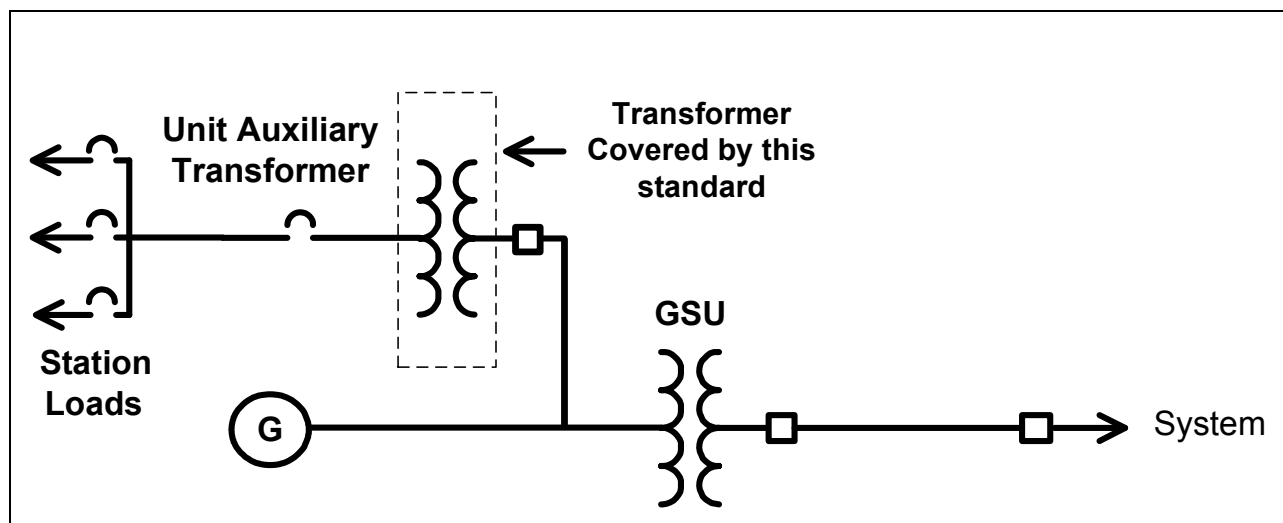 Unit Auxiliary
Transformer
Transformer
Covered by this
standard
Station
Loads
GSU
G
System